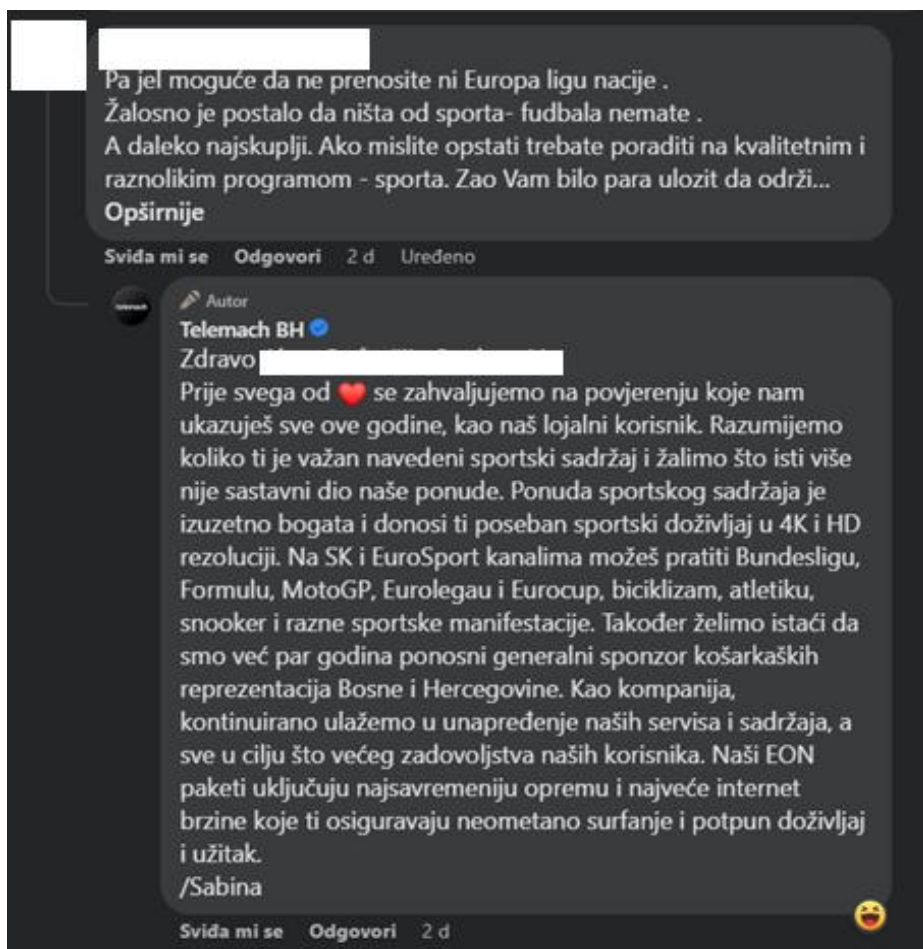 Pa jel moguće da ne prenosite ni Europa ligu nacije .
Žalosno je postalo da ništa od sporta- fudbala nemate .
A daleko najskuplji. Ako mislite opstati trebate poraditi na kvalitetnim i
raznolikim programom - sporta. Zao Vam bilo para ulozit da održi...
Opširnije
Sviđa mi se Odgovori 2 d Uređeno
Autor
Telemach BH
Zdravo
Prije svega od ❤️ se zahvaljujemo na povjerenju koje nam
ukazuješ sve ove godine, kao naš lojalni korisnik. Razumijemo
koliko ti je važan navedeni sportski sadržaj i žalimo što isti više
nije sastavni dio naše ponude. Ponuda sportskog sadržaja je
izuzetno bogata i donosi ti poseban sportski doživljaj u 4K i HD
rezoluciji. Na SK i EuroSport kanalima možeš pratiti Bundesligu,
Formulu, MotoGP, Eurolegau i Eurocup, biciklizam, atletiku,
snooker i razne sportske manifestacije. Također želimo istaći da
smo već par godina ponosni generalni sponzor košarkaških
reprezentacija Bosne i Hercegovine. Kao kompanija,
kontinuirano ulažemo u unapređenje naših servisa i sadržaja, a
sve u cilju što većeg zadovoljstva naših korisnika. Naši EON
paketi uključuju najsavremeniju opremu i najveće internet
brzine koje ti osiguravaju neometano surfanje i potpun doživljaj
i užitak.
/Sabina
Sviđa mi se Odgovori 2 d